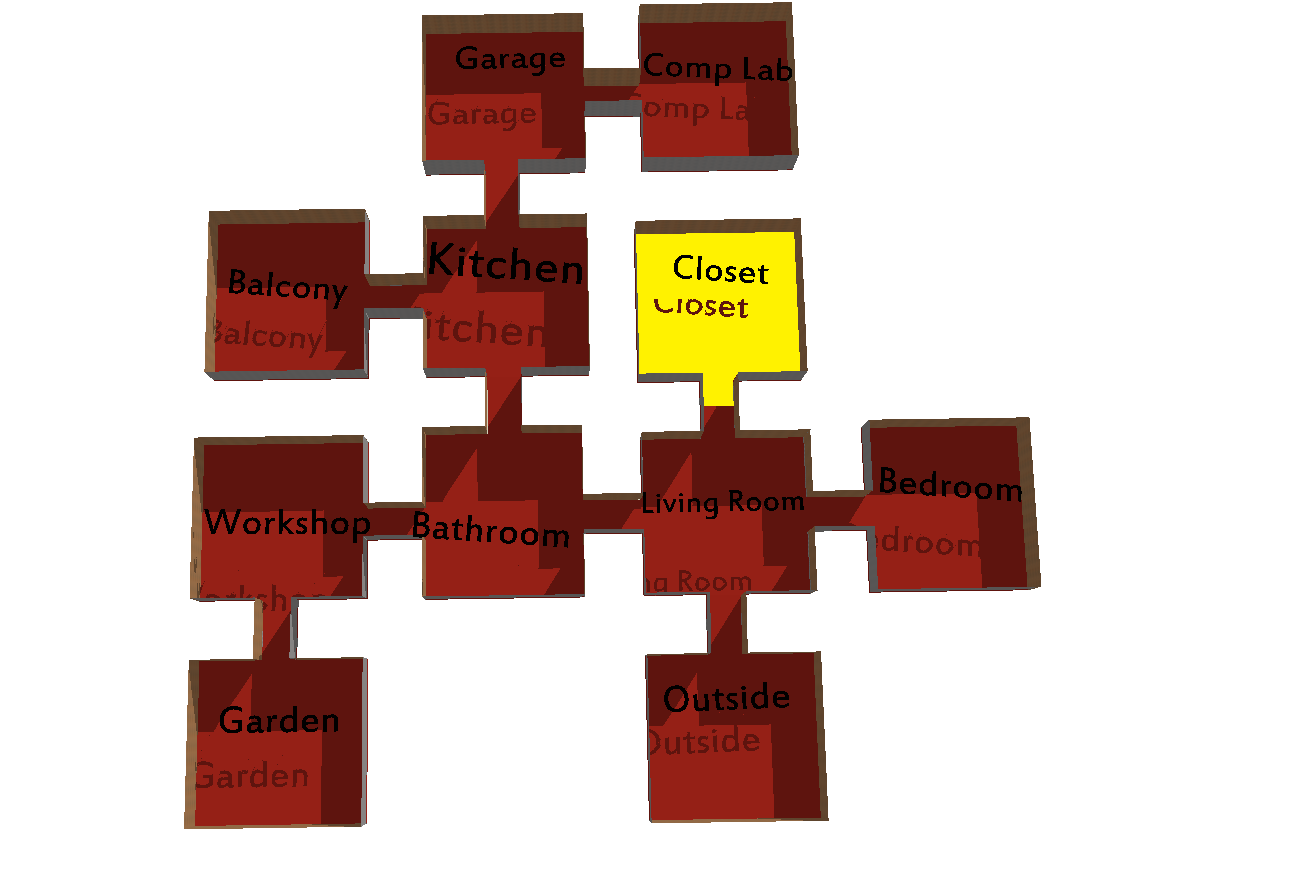 Garage
Comp Lab
Garage
omp La
Kitchen
Closet
Balcony
Closet
itchen
Balcony
Bedroom
Living Room
Workshop
Bathroom
edroom
ng Room
orkshop
Outside
Garden
Outside
Garden